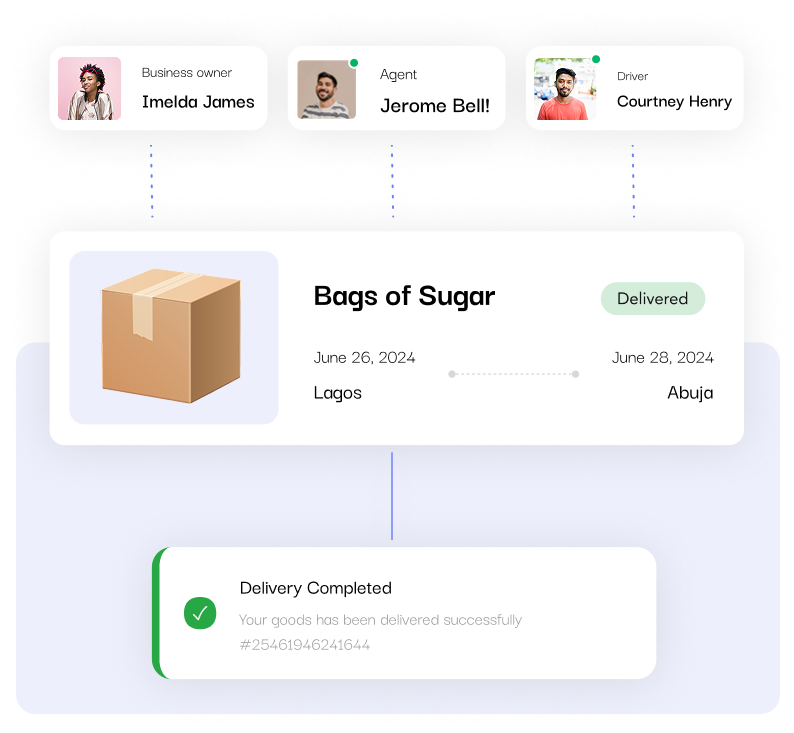 Business owner
Imelda James
Agent
Jerome Bell!
Driver
Courtney Henry
Bags of Sugar
Delivered
June 26, 2024
June 28, 2024
Lagos
Abuja
Delivery Completed
Your goods has been delivered successfully
#25461946241644